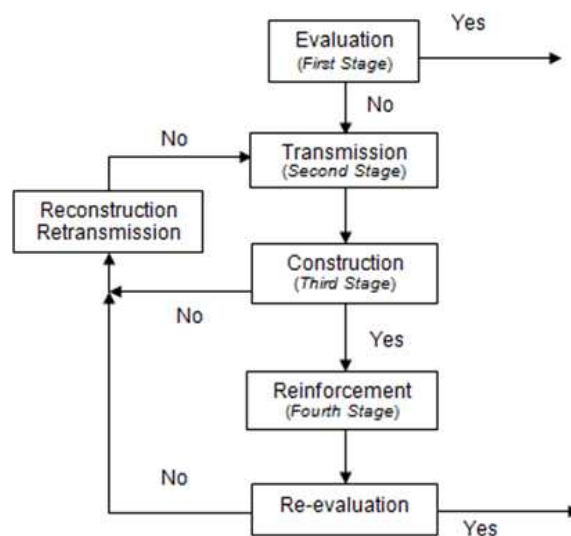 Evaluation
(First Stage)
Yes
No
No
Transmission
(Second Stage)
Reconstruction
Retransmission
Construction
(Third Stage)
No
Yes
Reinforcement
(Fourth Stage)
No
Re-evaluation
Yes